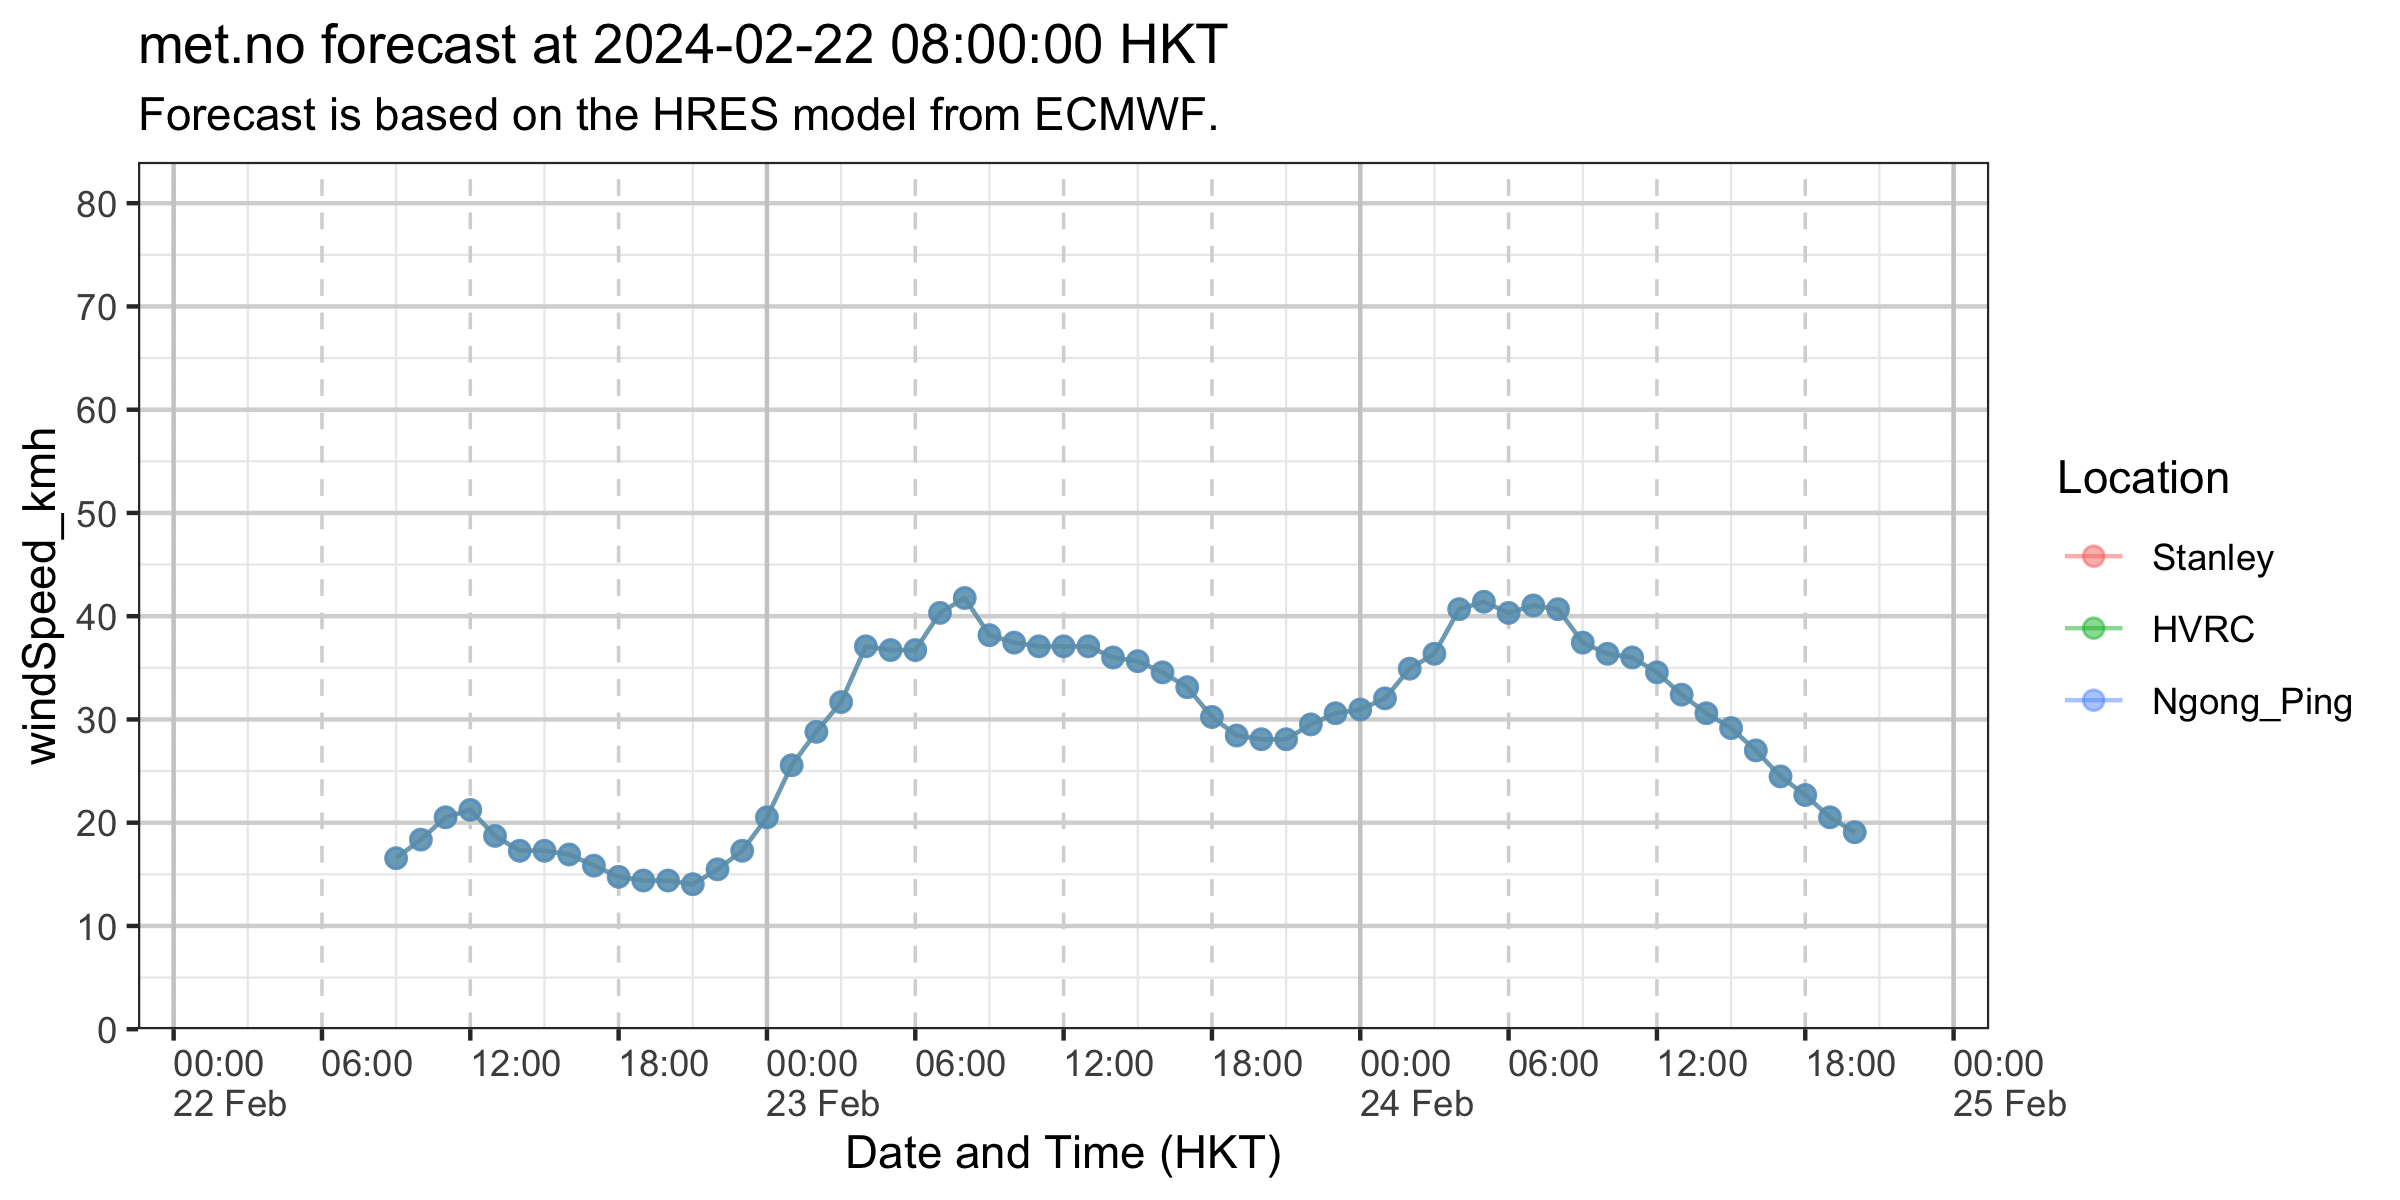 met.no forecast at 2024-02-22 08:00:00 HKT
Forecast is based on the HRES model from ECMWF.
windSpeed_kmh
80
70
60
50
40
30
20
10
0
00:00 06:00 12:00 18:00 00:00 06:00 12:00 18:00 00:00 06:00 12:00 18:00 00:00
22 Feb 23 Feb 24 Feb 25 Feb
Date and Time (HKT)
Location
Stanley
HVRC
Ngong_Ping